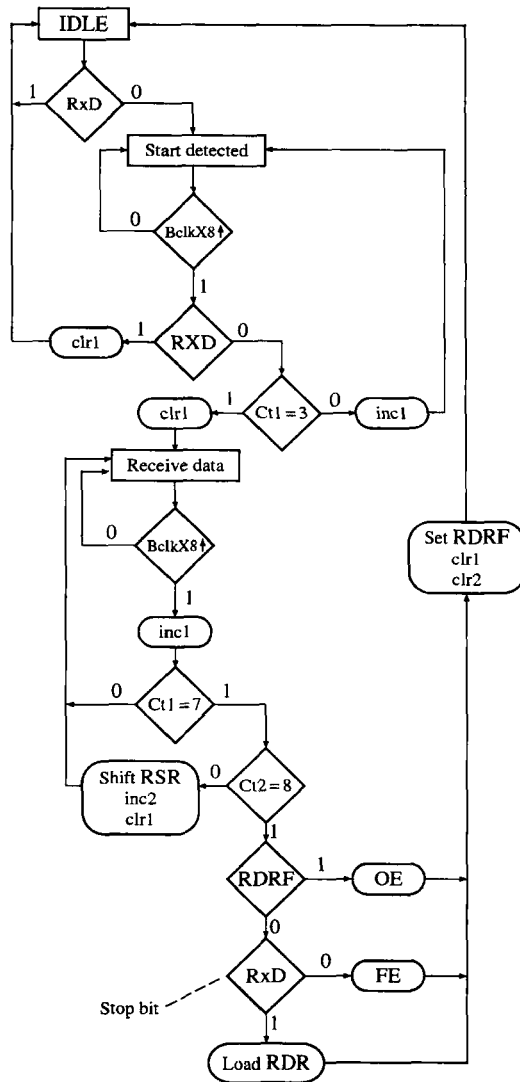 IDLE
1
RxD
0
Start detected
0
BclkX8↑
1
clr1
1
RXD
0
clr1
1
Ct1 = 3
0
inc1
Receive data
0
BclkX8↑
1
inc1
Set RDRF
clr1
clr2
0
Ct1 = 7
1
Shift RSR
inc2
clr1
0
Ct2 = 8
1
RDRF
1
OE
0
RxD
0
FE
Stop bit
1
Load RDR